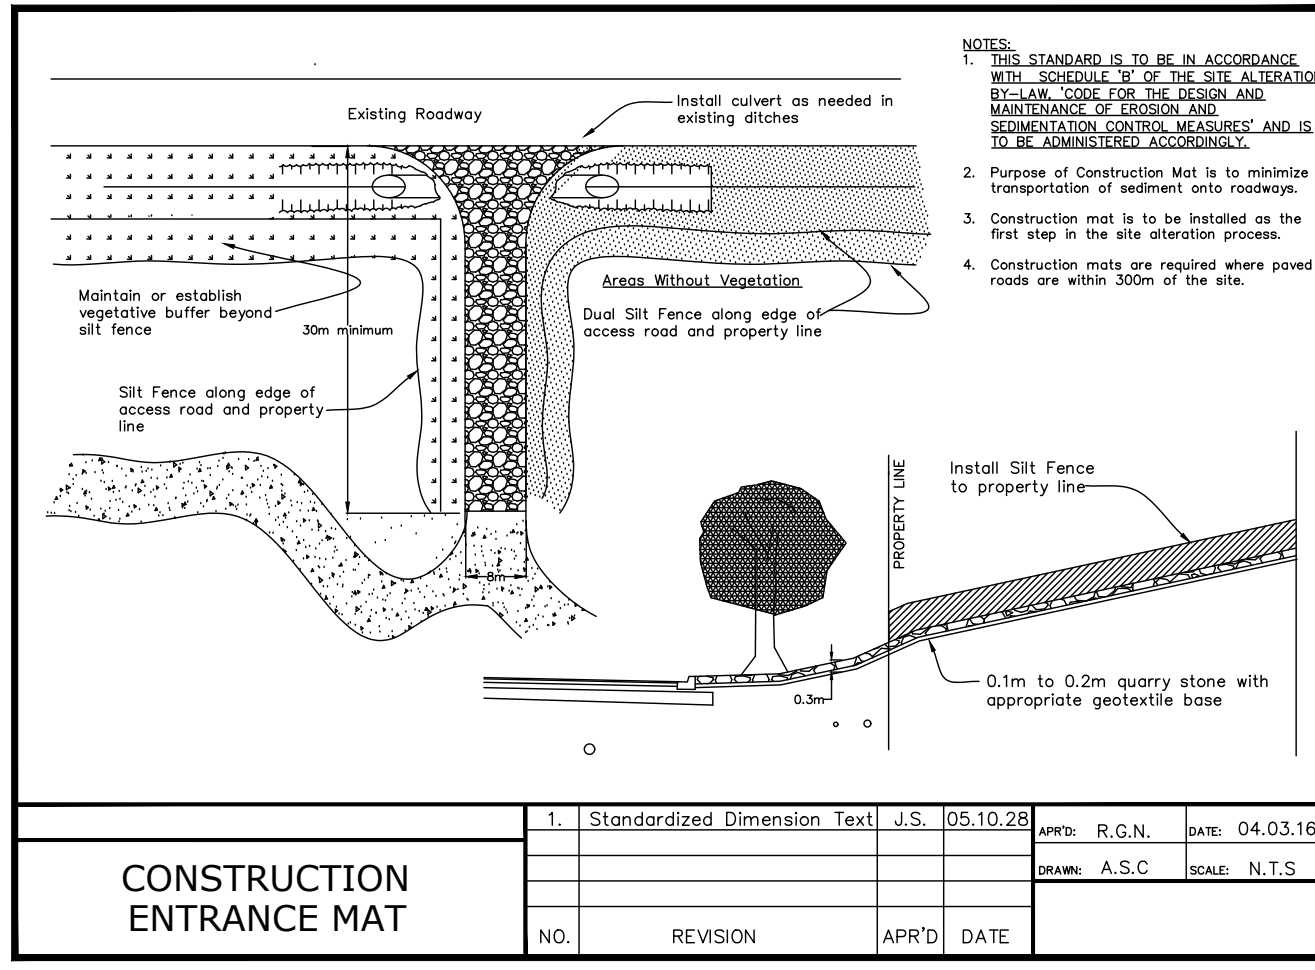 NOTES:
1. THIS STANDARD IS TO BE IN ACCORDANCE
WITH SCHEDULE 'B' OF THE SITE ALTERATIO
BY-LAW, 'CODE FOR THE DESIGN AND
MAINTENANCE OF EROSION AND
SEDIMENTATION CONTROL MEASURES' AND IS
TO BE ADMINISTERED ACCORDINGLY.
2. Purpose of Construction Mat is to minimize
transportation of sediment onto roadways.
3. Construction mat is to be installed as the
first step in the site alteration process.
4. Construction mats are required where paved
roads are within 300m of the site.
Existing Roadway
Install culvert as needed in
existing ditches
Areas Without Vegetation
Maintain or establish
vegetative buffer beyond
silt fence
30m minimum
Dual Silt Fence along edge of
access road and property line
Silt Fence along edge of
access road and property
line
8m
PROPERTY LINE
Install Silt Fence
to property line
0.3m
0.1m to 0.2m quarry stone with
appropriate geotextile base
CONSTRUCTION
ENTRANCE MAT
1. Standardized Dimension Text J.S. 05.10.28
NO. REVISION APR'D DATE
APR'D: R.G.N. DATE: 04.03.16
DRAWN: A.S.C SCALE: N.T.S